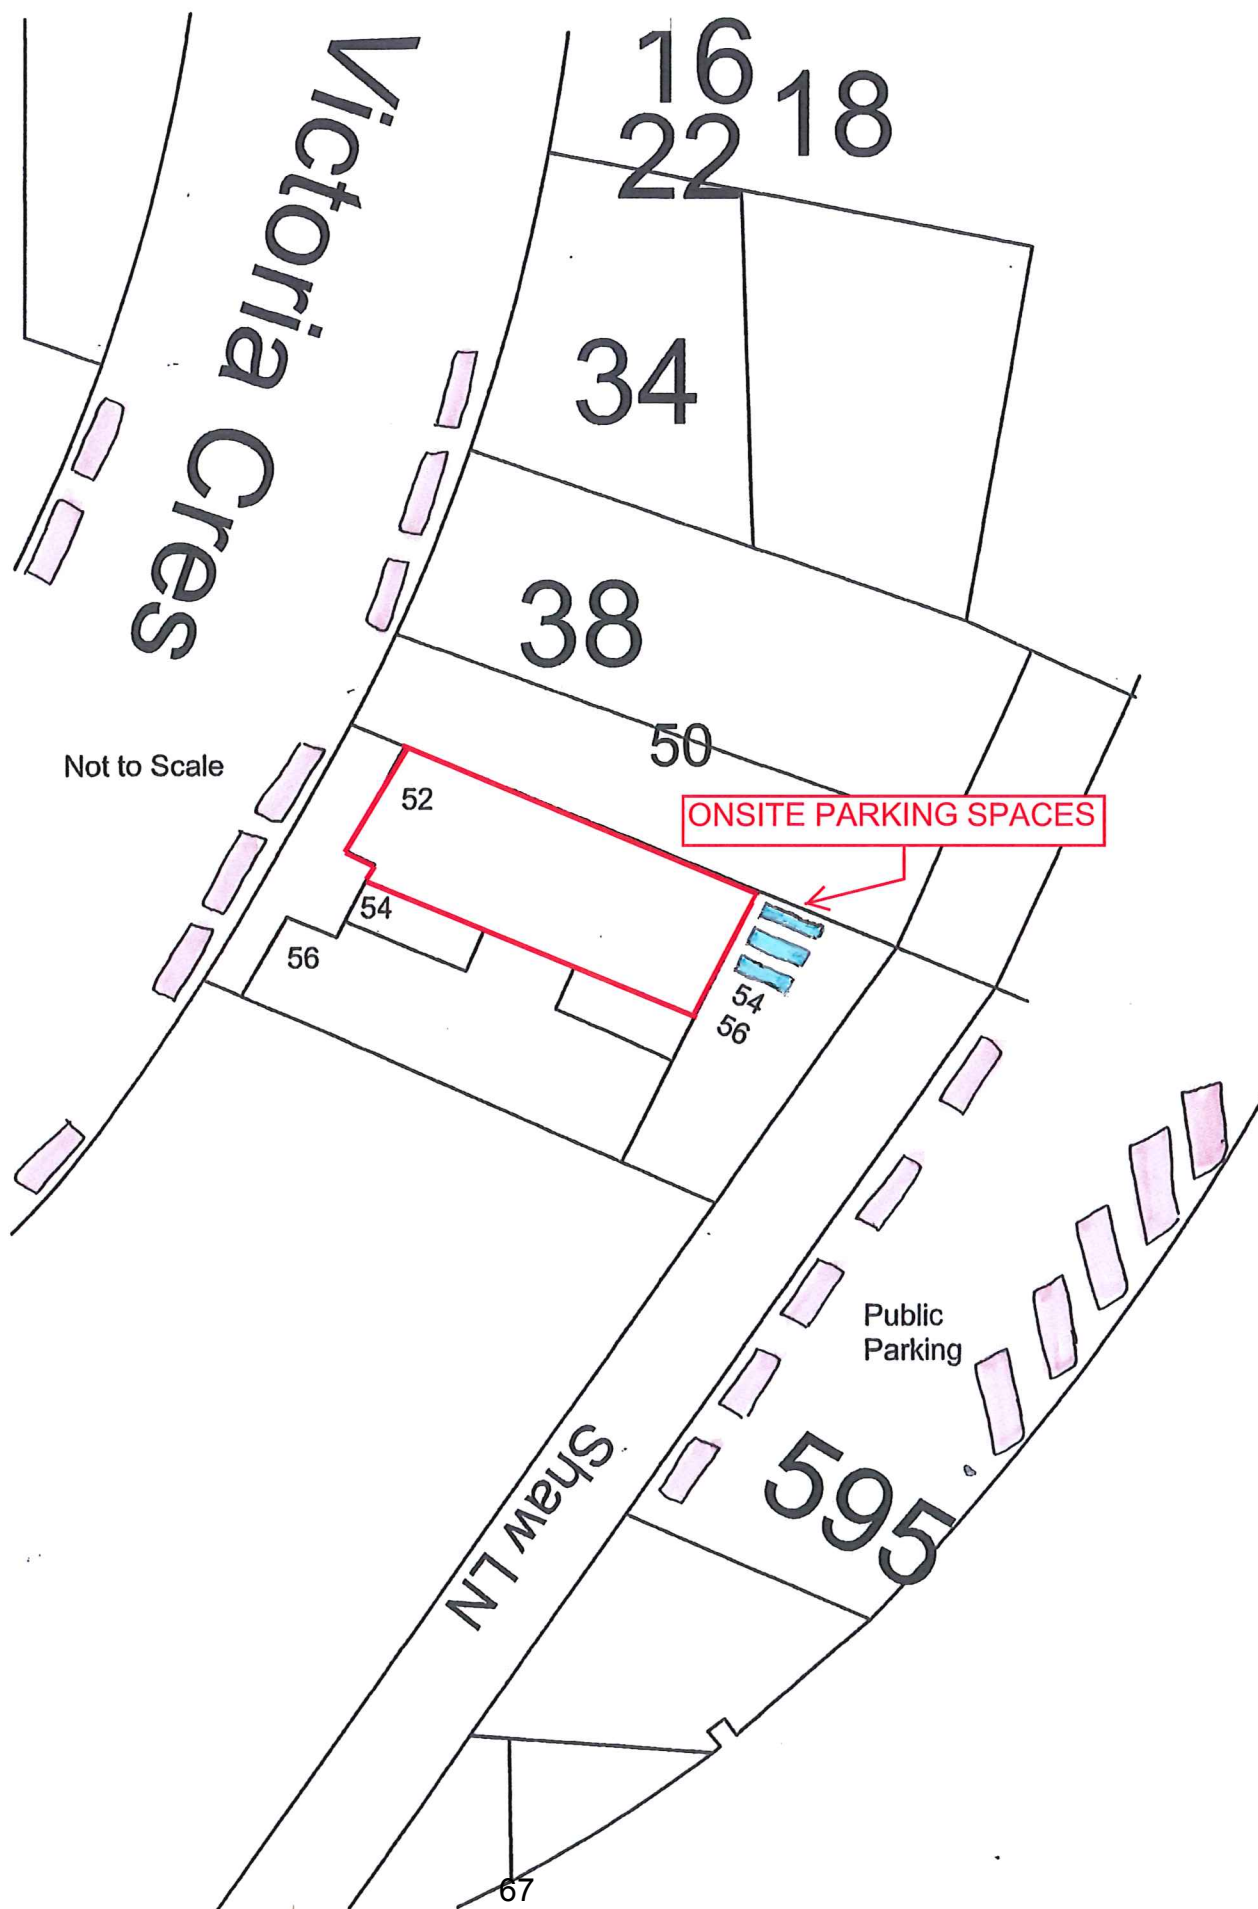 16
18
22
Victoria Cres
34
38
50
Not to Scale
52
ONSITE PARKING SPACES
54
56
54
56
Public
Parking
595
Shaw LN
67